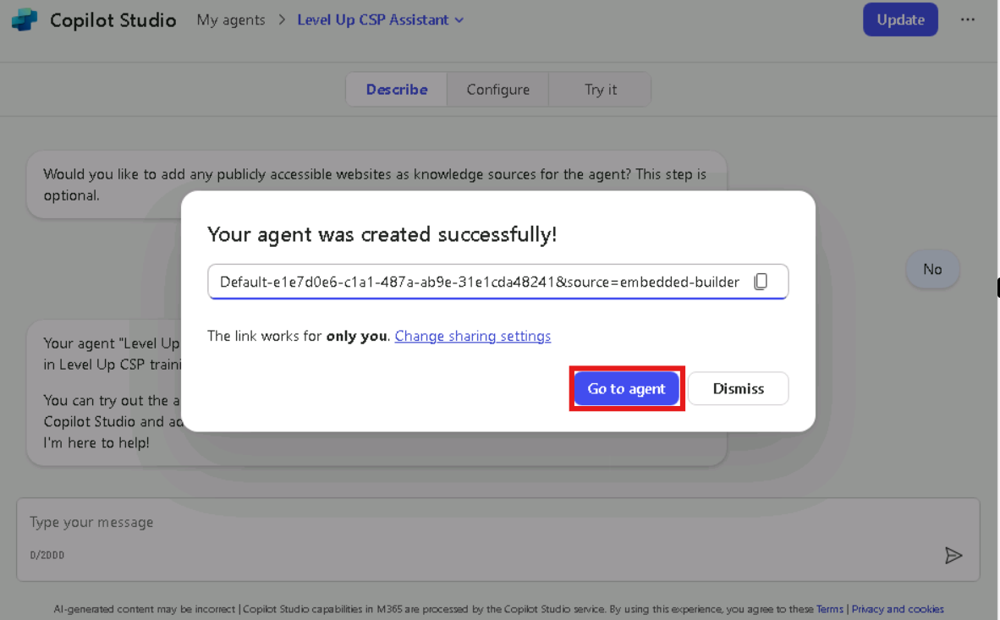 Copilot Studio My agents > Level Up CSP Assistant
Update ...
Describe Configure Try it
Would you like to add any publicly accessible websites as knowledge sources for the agent? This step is
optional.
Your agent was created successfully!
Default-e1e7d0e6-c1a1-487a-ab9e-31e1cda48241&source=embedded-builder
No
The link works for only you. Change sharing settings
Your agent "Level Up
in Level Up CSP traini
Go to agent Dismiss
You can try out the a
Copilot Studio and ad
I'm here to help!
Type your message
0/2000
AI-generated content may be incorrect | Copilot Studio capabilities in M365 are processed by the Copilot Studio service. By using this experience, you agree to these Terms | Privacy and cookies